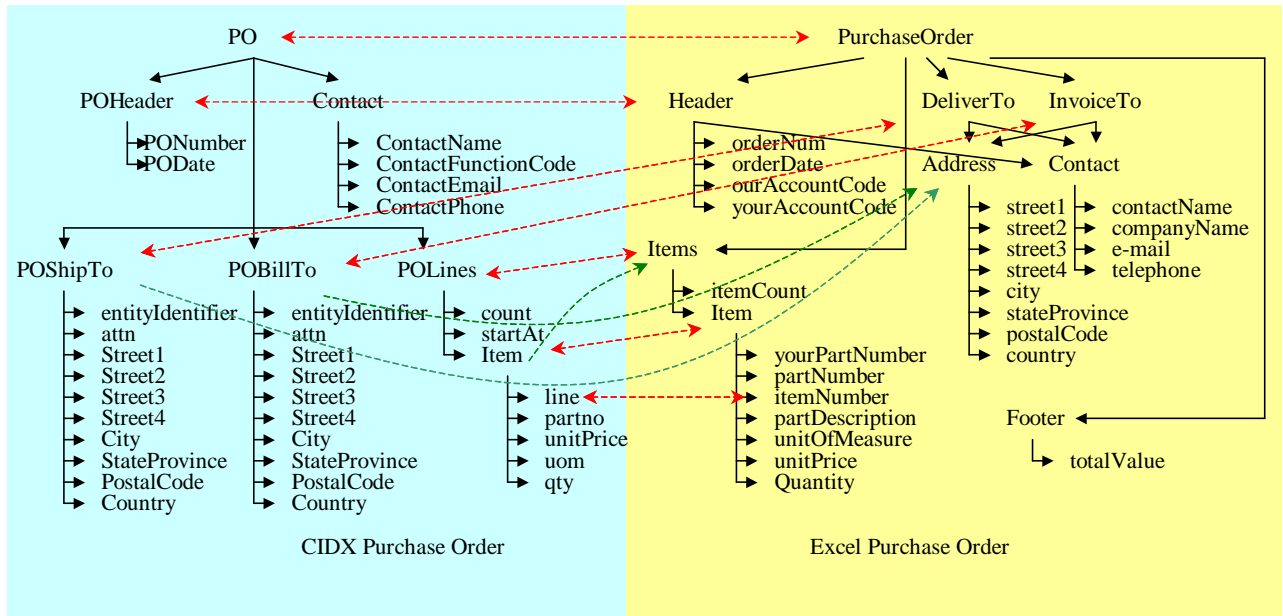 PO
POHeader
Contact
PONumber
PODate
ContactName
ContactFunctionCode
ContactEmail
ContactPhone
POShipTo
POBillTo
POLines
entityIdentifier
attn
Street1
Street2
Street3
Street4
City
StateProvince
PostalCode
Country
entityIdentifier
attn
Street1
Street2
Street3
Street4
City
StateProvince
PostalCode
Country
count
startAt
Item
line
partno
unitPrice
uom
qty
CIDX Purchase Order
PurchaseOrder
Header
DeliverTo
InvoiceTo
orderNum
orderDate
ourAccountCode
yourAccountCode
Address
Contact
street1
street2
street3
street4
city
stateProvince
postalCode
country
contactName
companyName
e-mail
telephone
Items
itemCount
Item
yourPartNumber
partNumber
itemNumber
partDescription
unitOfMeasure
unitPrice
Quantity
Footer
totalValue
Excel Purchase Order